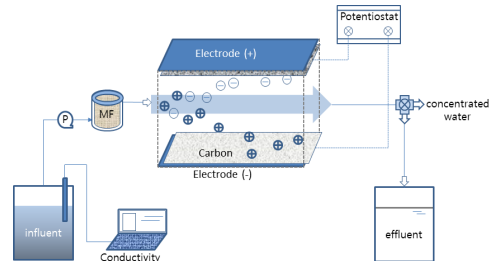 Potentiostat
Electrode (+)
MF
P
concentrated
water
Carbon
Electrode (-)
influent
effluent
Conductivity